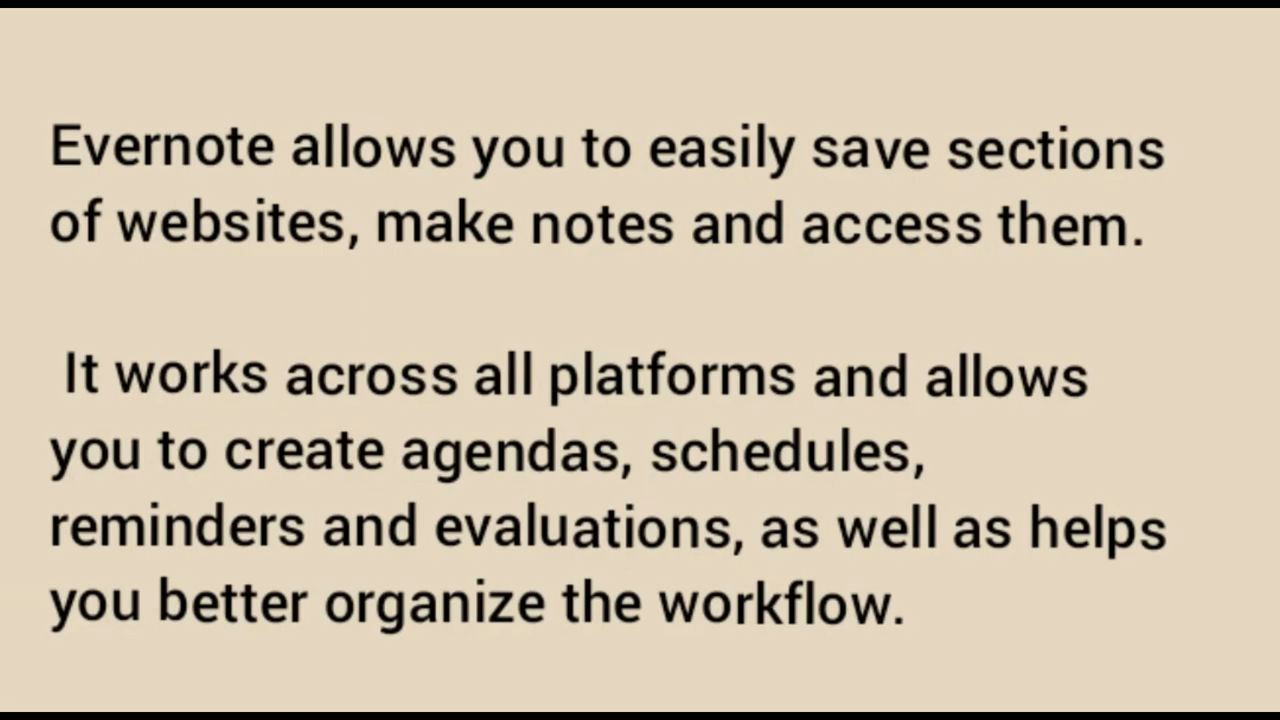 Evernote allows you to easily save sections
of websites, make notes and access them.
It works across all platforms and allows
you to create agendas, schedules,
reminders and evaluations, as well as helps
you better organize the workflow.